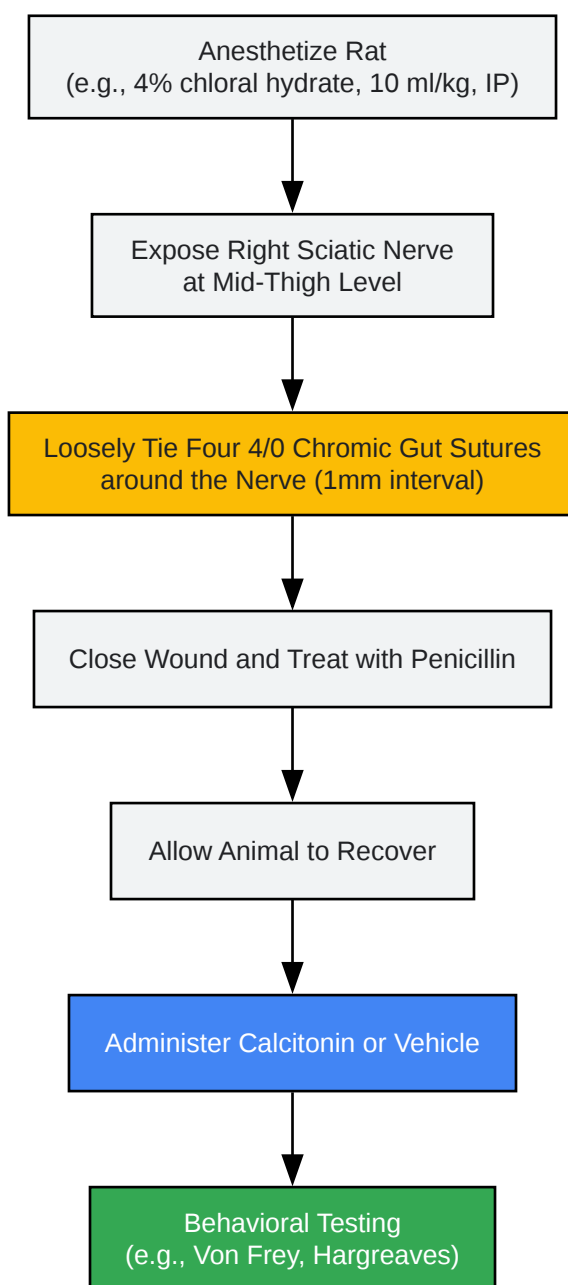 Anesthetize Rat
(e.g., 4% chloral hydrate, 10 ml/kg, IP)
Expose Right Sciatic Nerve
at Mid-Thigh Level
Loosely Tie Four 4/0 Chromic Gut Sutures
around the Nerve (1mm interval)
Close Wound and Treat with Penicillin
Allow Animal to Recover
Administer Calcitonin or Vehicle
Behavioral Testing
(e.g., Von Frey, Hargreaves)